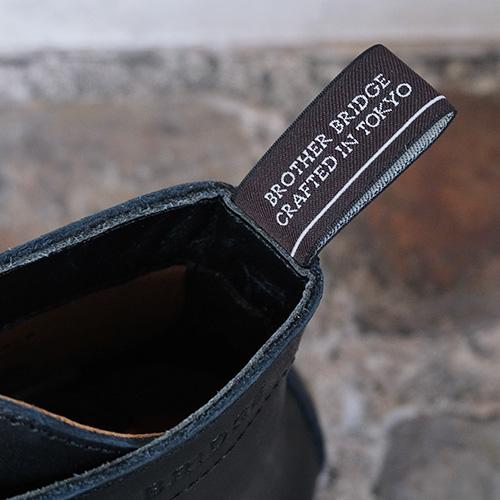 BROTHER BRIDGE
CRAFTED IN TOKYO